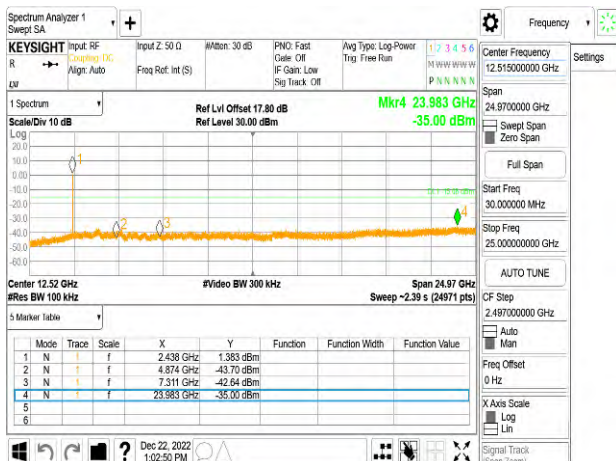 Spectrum Analyzer 1
Swept SA
+
Frequency
KEYSIGHT Input: RF Input Z: 50 Ω #Atten: 30 dB PNO: Fast Avg Type: Log-Power 1 2 3 4 5 6
R Coupling: DC Gate: Off Trig: Free Run M W W W W W
Align: Auto Freq Ref: Int (S) IF Gain: Low
Sig Track: Off P N N N N N
Center Frequency
12.515000000 GHz
Settings
Span
24.9700000 GHz
Swept Span
Zero Span
Full Span
Start Freq
30.000000 MHz
Stop Freq
25.000000000 GHz
AUTO TUNE
CF Step
2.497000000 GHz
Auto
Man
Freq Offset
0 Hz
X Axis Scale
Log
Lin
Signal Track
1 Spectrum Ref Lvl Offset 17.80 dB Mkr4 23.983 GHz
Scale/Div 10 dB Ref Level 30.00 dBm -35.00 dBm
Log
20.0
10.0
0.00
-10.0
-20.0
-30.0
-40.0
-50.0
-60.0
1
2
3
4
Center 12.52 GHz #Video BW 300 kHz Span 24.97 GHz
#Res BW 100 kHz Sweep ~2.39 s (24971 pts)
5 Marker Table
Mode Trace Scale X Y Function Function Width Function Value
1 N 1 f 2.438 GHz 1.383 dBm
2 N 1 f 4.874 GHz -43.70 dBm
3 N 1 f 7.311 GHz -42.64 dBm
4 N 1 f 23.983 GHz -35.00 dBm
5
6
? Dec 22, 2022
1:02:50 PM